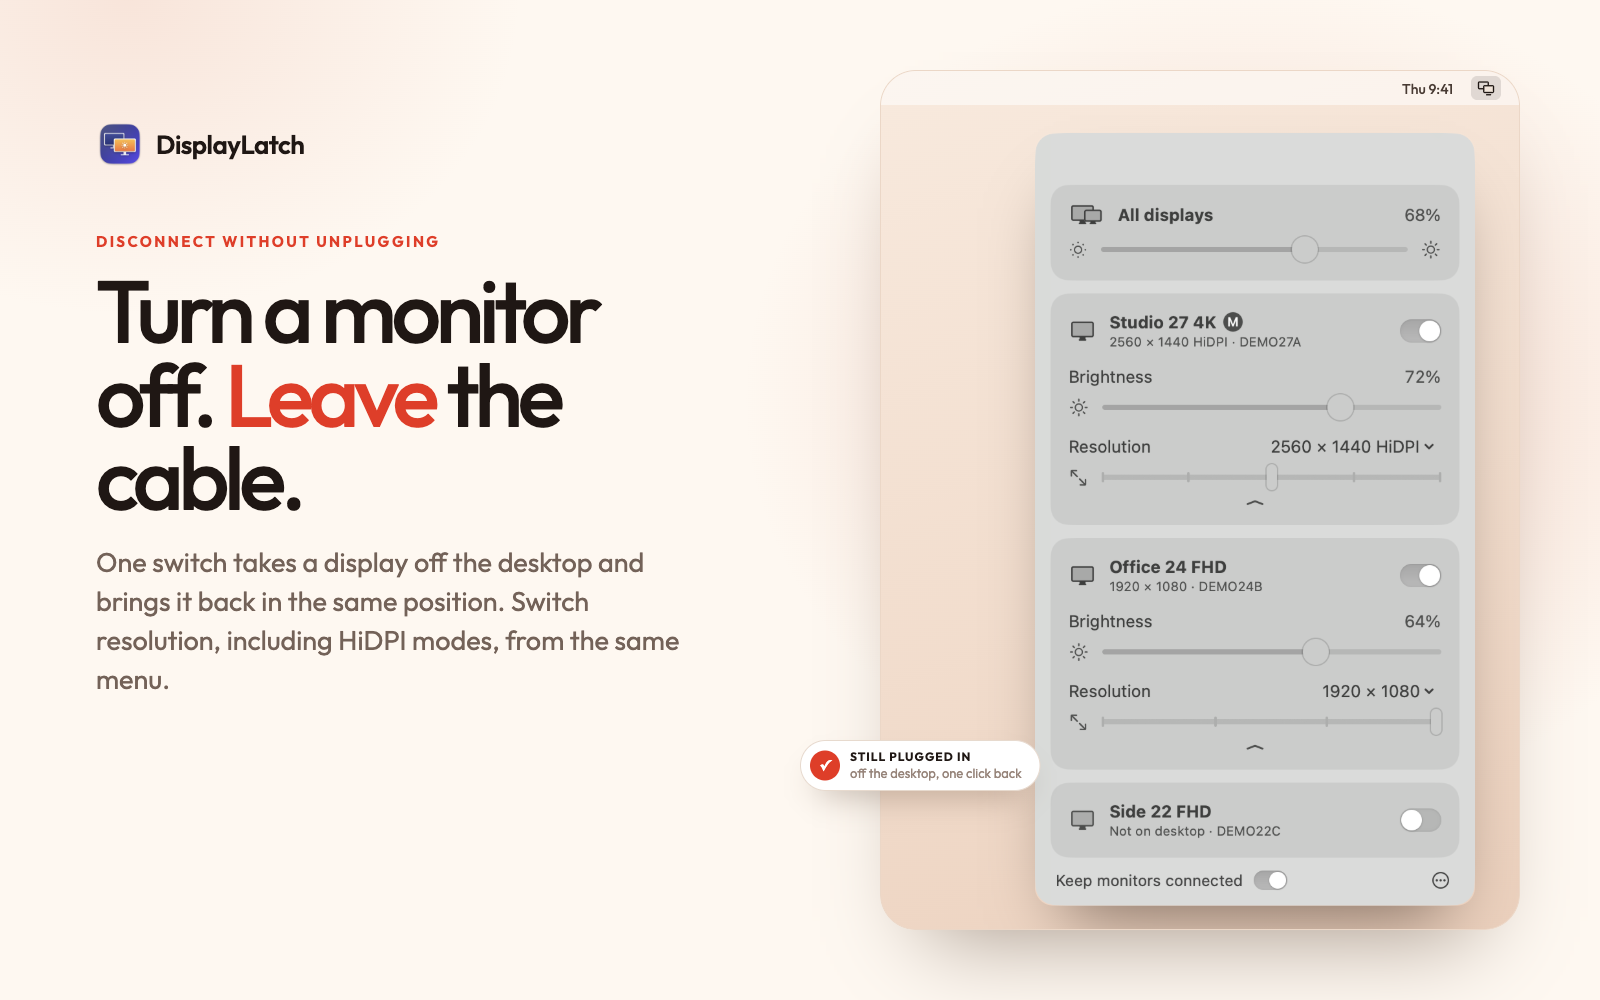 DisplayLatch
DISCONNECT WITHOUT UNPLUGGING
Turn a monitor
off. Leave the
cable.
One switch takes a display off the desktop and
brings it back in the same position. Switch
resolution, including HiDPI modes, from the same
menu.
Thu 9:41
All displays 68%
Studio 27 4K M
2560 × 1440 HiDPI · DEMO27A
Brightness 72%
Resolution 2560 × 1440 HiDPI
Office 24 FHD
1920 × 1080 · DEMO24B
Brightness 64%
Resolution 1920 × 1080
STILL PLUGGED IN
off the desktop, one click back
Side 22 FHD
Not on desktop · DEMO22C
Keep monitors connected